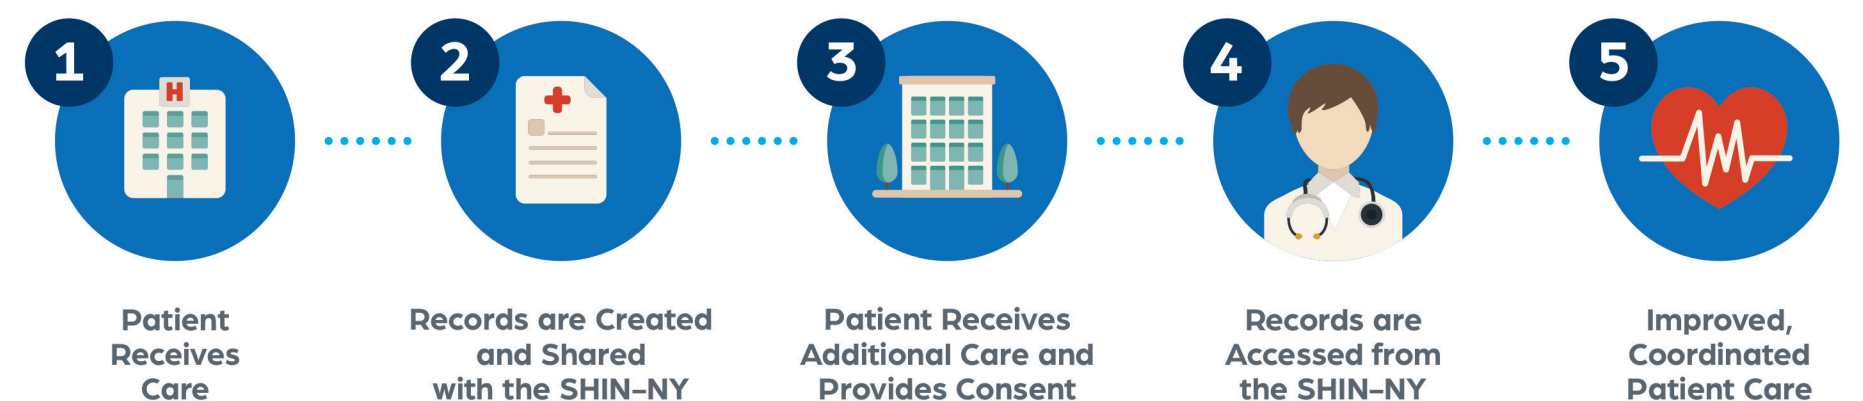 1
H
Patient
Receives
Care
2
Records are Created
and Shared
with the SHIN-NY
3
Patient Receives
Additional Care and
Provides Consent
4
Records are
Accessed from
the SHIN-NY
5
Improved,
Coordinated
Patient Care